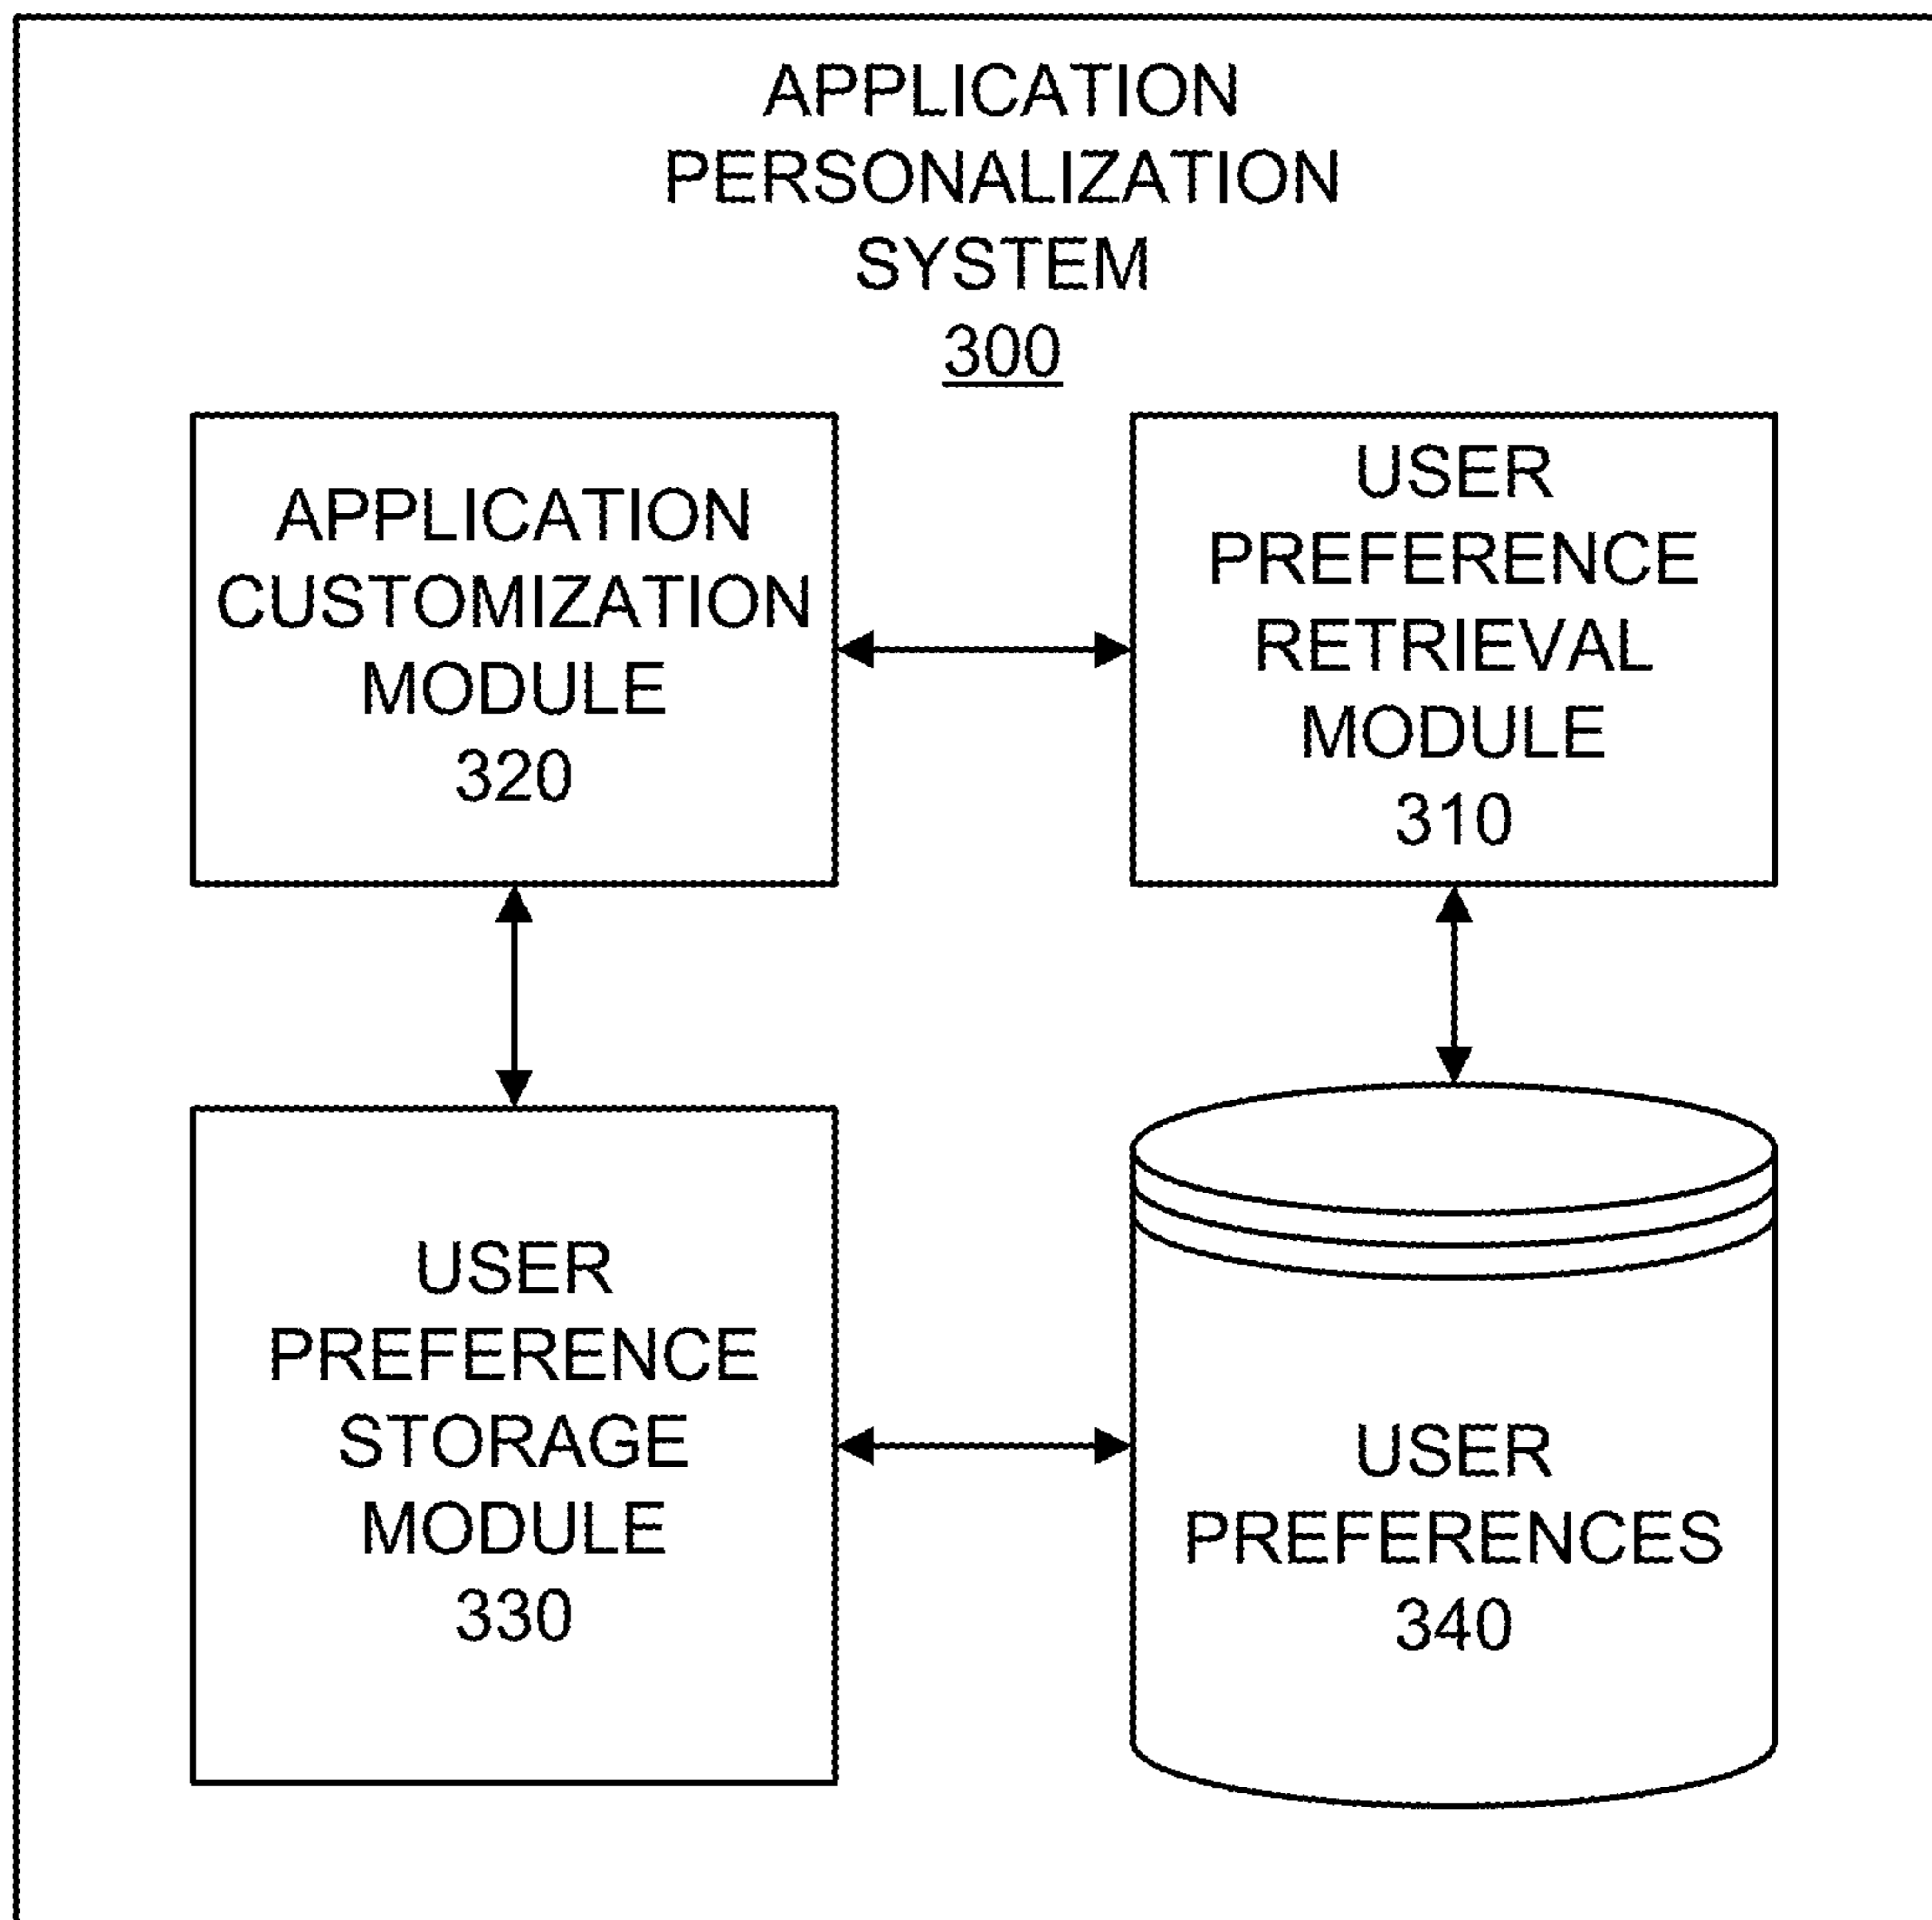 APPLICATION
PERSONALIZATION
SYSTEM
300
APPLICATION
CUSTOMIZATION
MODULE
320
USER
PREFERENCE
RETRIEVAL
MODULE
310
USER
PREFERENCE
STORAGE
MODULE
330
USER
PREFERENCES
340